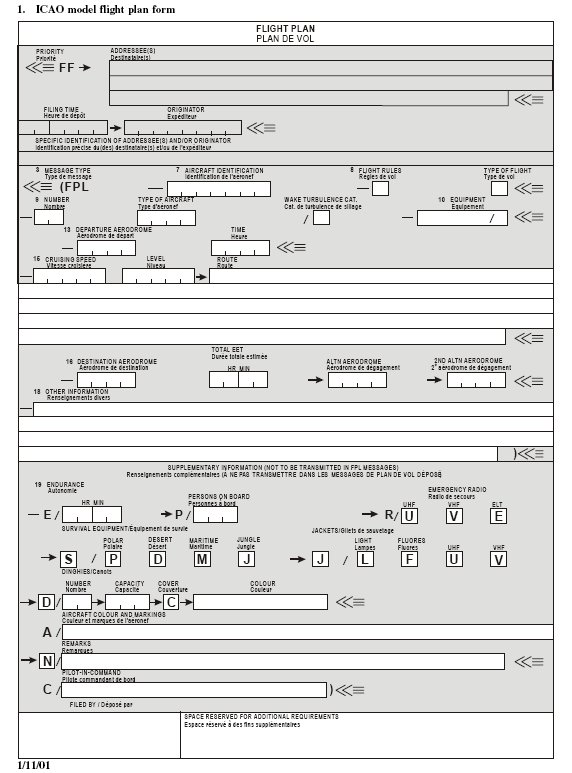 1. ICAO model flight plan form
FLIGHT PLAN
PLAN DE VOL
PRIORITY
Priorité
ADDRESSEE(S)
Destinataire(s)
≪≡ FF →
≪≡
FILING TIME
Heure de dépôt
ORIGINATOR
Expéditeur
→ ≪≡
SPECIFIC IDENTIFICATION OF ADDRESSEE(S) AND/OR ORIGINATOR
Identification precise du(des) destinataire(s) et/ou de l'expéditeur
3 MESSAGE TYPE
Type de message
7 AIRCRAFT IDENTIFICATION
Identification de l'aéronef
8 FLIGHT RULES
Règles de vol
TYPE OF FLIGHT
Type de vol
≪≡ (FPL — —
9 NUMBER
Nombre
TYPE OF AIRCRAFT
Type d'aéronef
WAKE TURBULENCE CAT.
Cat. de turbulence de sillage
10 EQUIPMENT
Équipement
— / — / ≪≡
13 DEPARTURE AERODROME
Aérodrome de départ
TIME
Heure
— ≪≡
15 CRUISING SPEED
Vitesse croisière
LEVEL
Niveau
ROUTE
Route
— →
≪≡
16 DESTINATION AERODROME
Aérodrome de destination
TOTAL EET
Durée totale estimée
HR MIN
ALTN AERODROME
Aérodrome de dégagement
2ND ALTN AERODROME
2e aérodrome de dégagement
— → → ≪≡
18 OTHER INFORMATION
Renseignements divers
—
)≪≡
SUPPLEMENTARY INFORMATION (NOT TO BE TRANSMITTED IN FPL MESSAGES)
Renseignements complémentaires (À NE PAS TRANSMETTRE DANS LES MESSAGES DE PLAN DE VOL DÉPOSÉ
19 ENDURANCE
Autonomie
HR MIN
PERSONS ON BOARD
Personnes à bord
EMERGENCY RADIO
Radio de secours
UHF VHF ELT
— E / → P / → R / U V E
SURVIVAL EQUIPMENT/Équipement de survie
JACKETS/Gilets de sauvetage
POLAR
Polaire
DESERT
Désert
MARITIME
Maritime
JUNGLE
Jungle
LIGHT
Lampes
FLUORES
Fluores
UHF VHF
→ S / P D M J → J / L F U V
DINGHIES/Canots
NUMBER
Nombre
CAPACITY
Capacité
COVER
Couverture
COLOUR
Couleur
→ D / → → C → ≪≡
AIRCRAFT COLOUR AND MARKINGS
Couleur et marques de l'aéronef
A /
REMARKS
Remarques
→ N / ≪≡
PILOT-IN-COMMAND
Pilote commandant de bord
C / )≪≡
FILED BY / Déposé par
SPACE RESERVED FOR ADDITIONAL REQUIREMENTS
Espace réservé à des fins supplémentaires
1/11/01